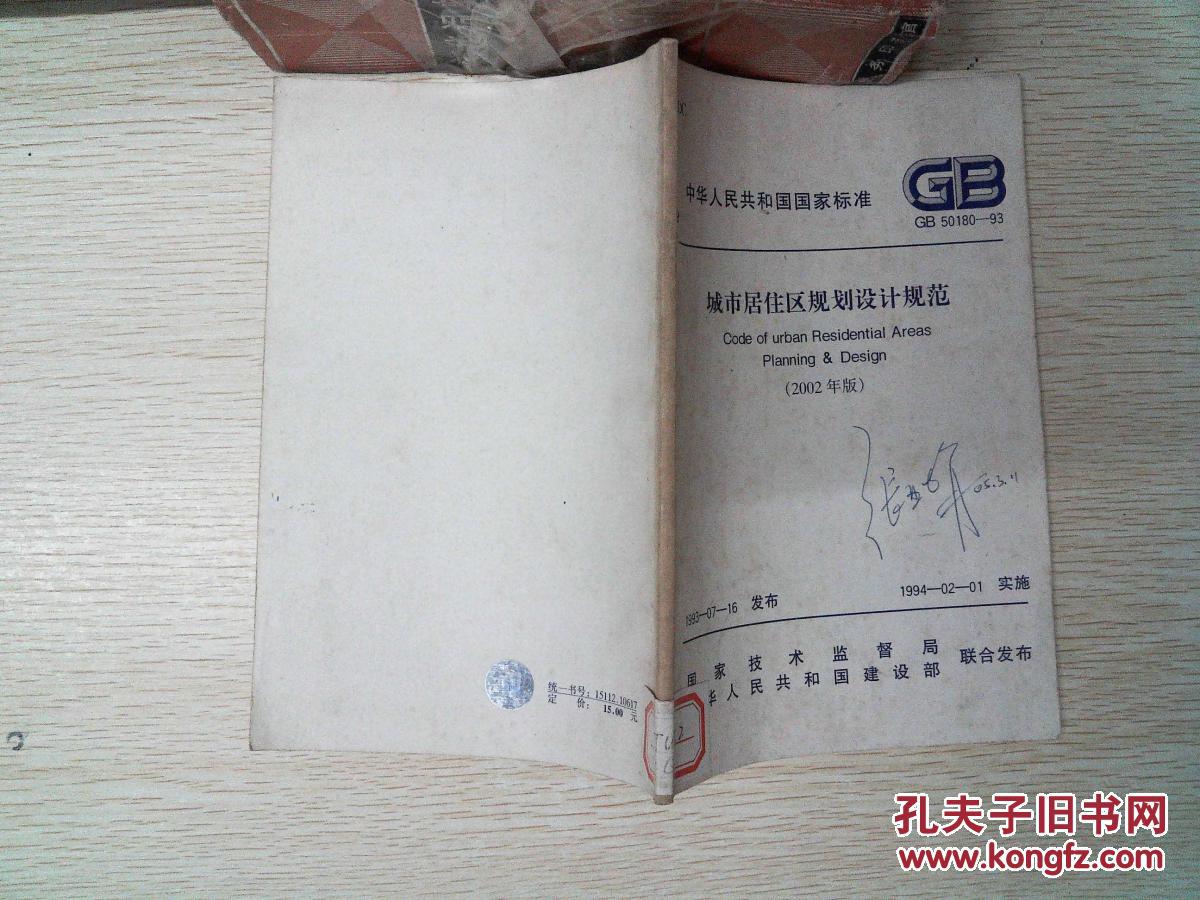 中华人民共和国国家标准
GB
GB 50180—93
城市居住区规划设计规范
Code of urban Residential Areas
Planning & Design
(2002 年版)
05.3.11
1993—07—16 发布
1994—02—01 实施
国家技术监督局
华人民共和国建设部
联合发布
统一书号：15112.10617
定 价： 15.00 元
孔夫子旧书网
www.kongfz.com